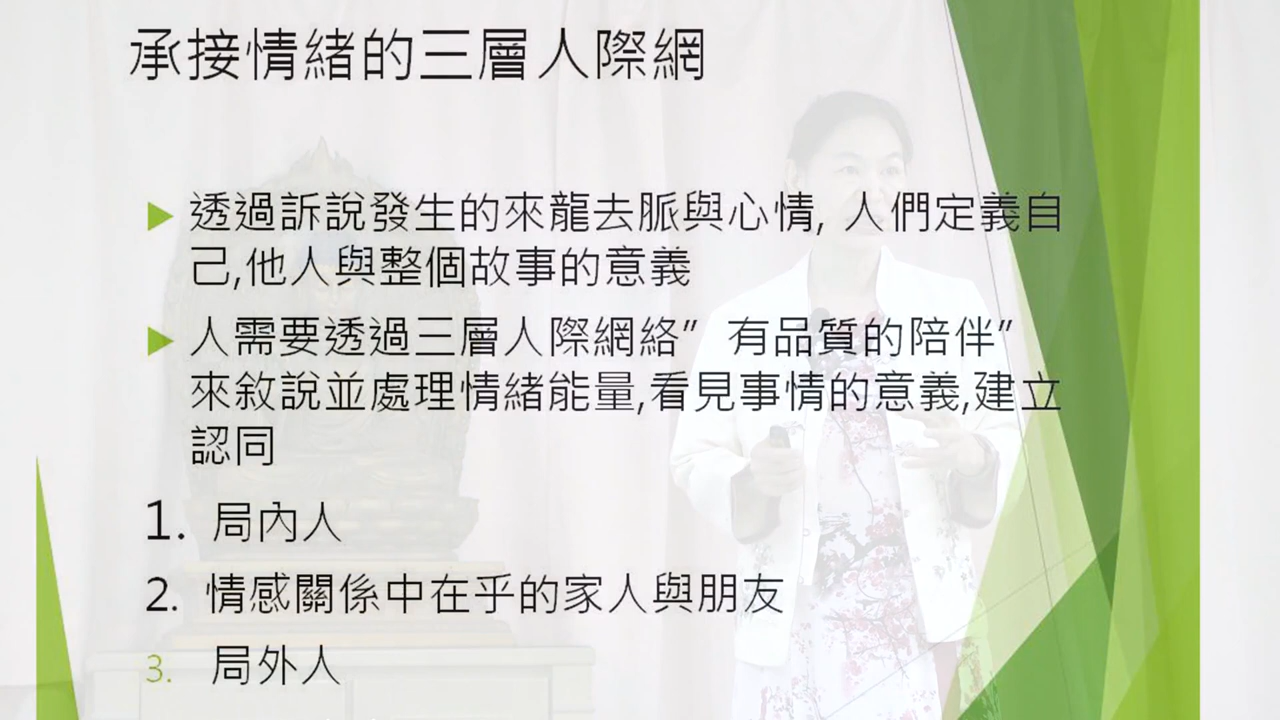 承接情緒的三層人際網
透過訴說發生的來龍去脈與心情, 人們定義自
己,他人與整個故事的意義
人需要透過三層人際網絡” 有品質的陪伴”
來敘說並處理情緒能量,看見事情的意義,建立
認同
1. 局內人
2. 情感關係中在乎的家人與朋友
3. 局外人